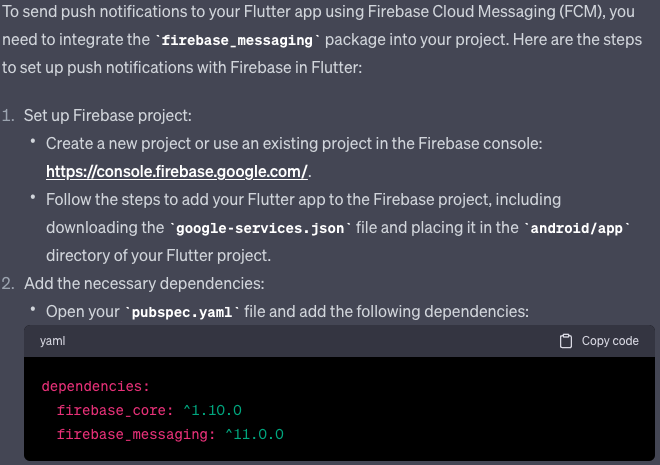 To send push notifications to your Flutter app using Firebase Cloud Messaging (FCM), you
need to integrate the `firebase_messaging` package into your project. Here are the steps
to set up push notifications with Firebase in Flutter:
1. Set up Firebase project:
• Create a new project or use an existing project in the Firebase console:
https://console.firebase.google.com/.
• Follow the steps to add your Flutter app to the Firebase project, including
downloading the `google-services.json` file and placing it in the `android/app`
directory of your Flutter project.
2. Add the necessary dependencies:
• Open your `pubspec.yaml` file and add the following dependencies:
yaml Copy code
dependencies:
  firebase_core: ^1.10.0
  firebase_messaging: ^11.0.0